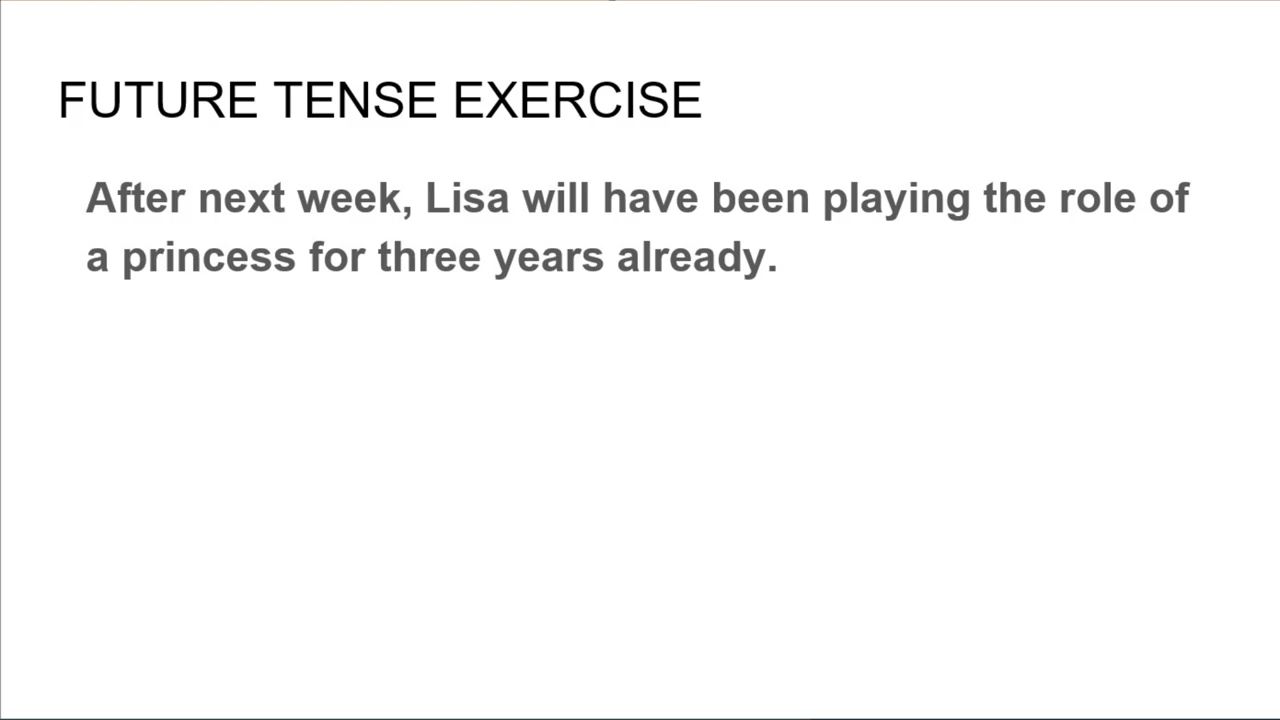 FUTURE TENSE EXERCISE
After next week, Lisa will have been playing the role of
a princess for three years already.